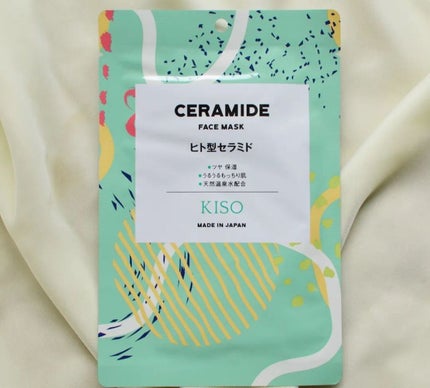 CERAMIDE
FACE MASK
ヒト型セラミド
●ツヤ 保湿
●うるうるもっちり肌
●天然温泉水配合
KISO
MADE IN JAPAN